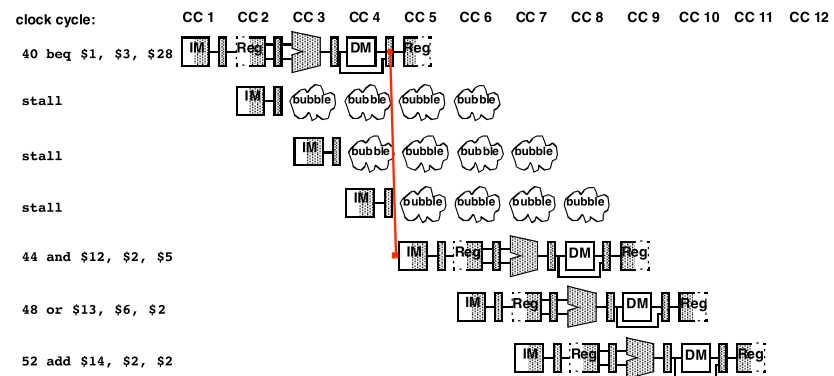 clock cycle: CC 1 CC 2 CC 3 CC 4 CC 5 CC 6 CC 7 CC 8 CC 9 CC 10 CC 11 CC 12
40 beq $1, $3, $28 IM Reg DM Reg
stall IM bubble bubble bubble bubble
stall IM bubble bubble bubble bubble
stall IM bubble bubble bubble bubble
44 and $12, $2, $5 IM Reg DM Reg
48 or $13, $6, $2 IM Reg DM Reg
52 add $14, $2, $2 IM Reg DM Reg